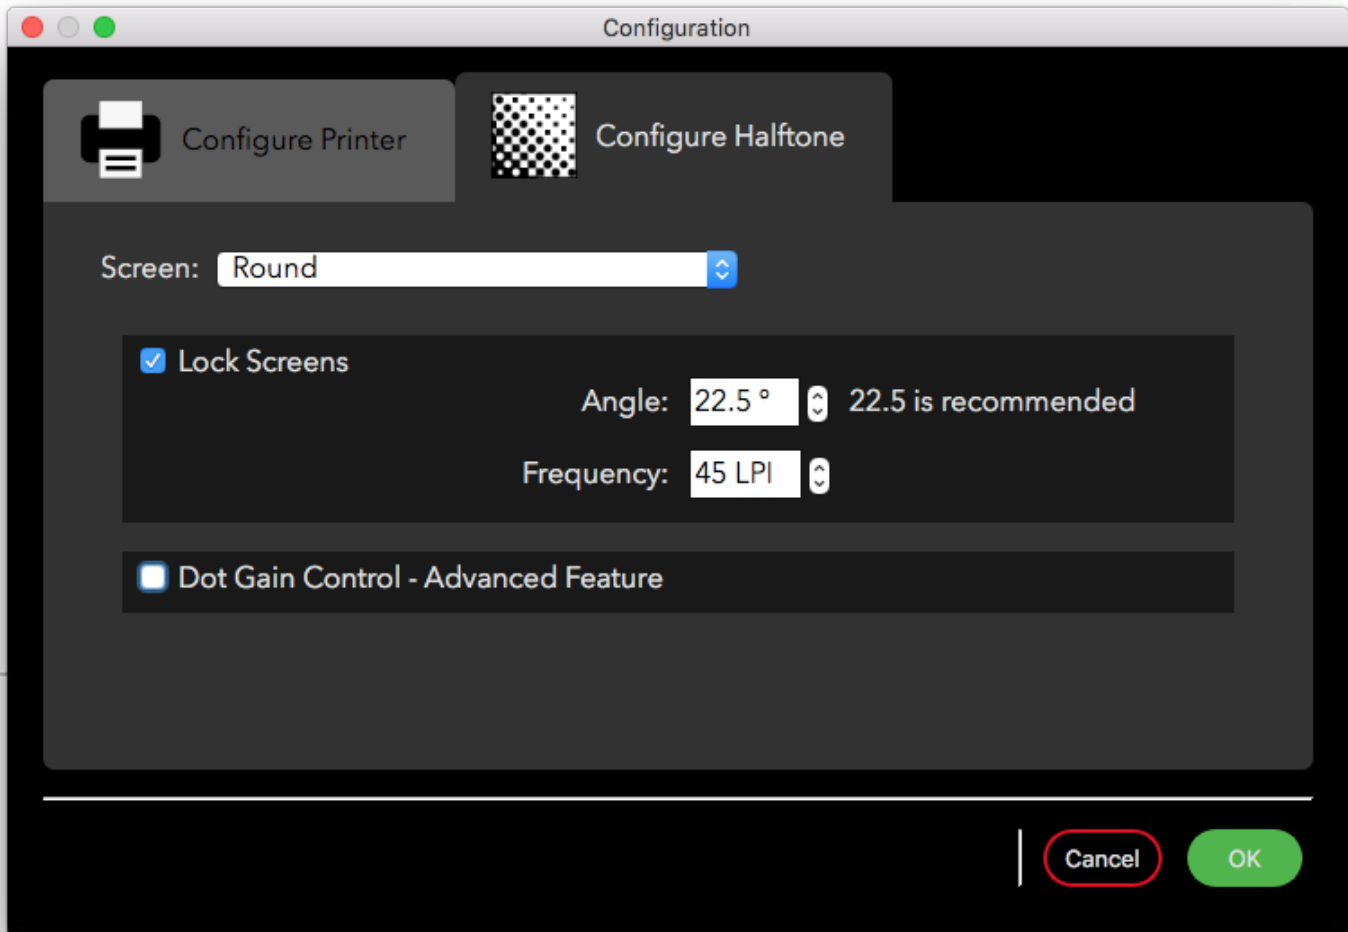 Configuration
Configure Printer
Configure Halftone
Screen: Round
Lock Screens
Angle: 22.5 ° 22.5 is recommended
Frequency: 45 LPI
Dot Gain Control - Advanced Feature
Cancel OK